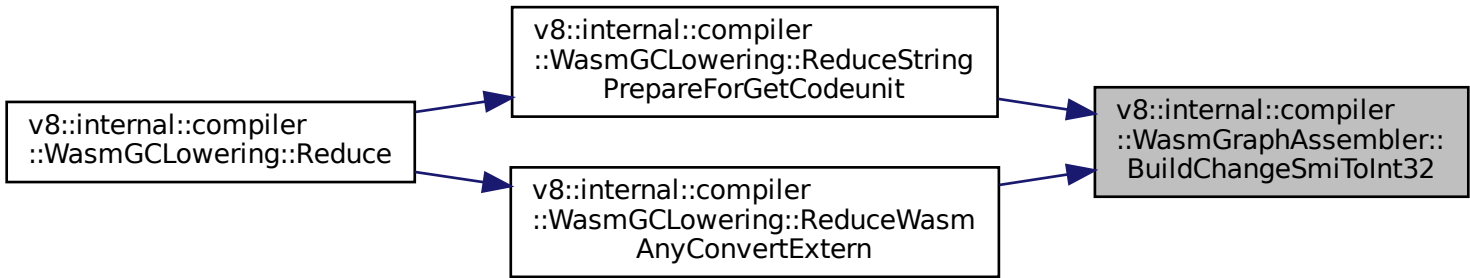 v8::internal::compiler
::WasmGCLowering::Reduce
v8::internal::compiler
::WasmGCLowering::ReduceString
PrepareForGetCodeunit
v8::internal::compiler
::WasmGCLowering::ReduceWasm
AnyConvertExtern
v8::internal::compiler
::WasmGraphAssembler::
BuildChangeSmiToInt32